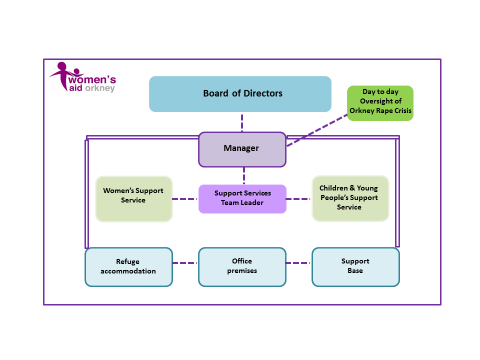 women's
aid orkney
Board of Directors
Day to day
Oversight of
Orkney Rape Crisis
Manager
Women's Support
Service
Support Services
Team Leader
Children & Young
People's Support
Service
Refuge
accommodation
Office
premises
Support
Base